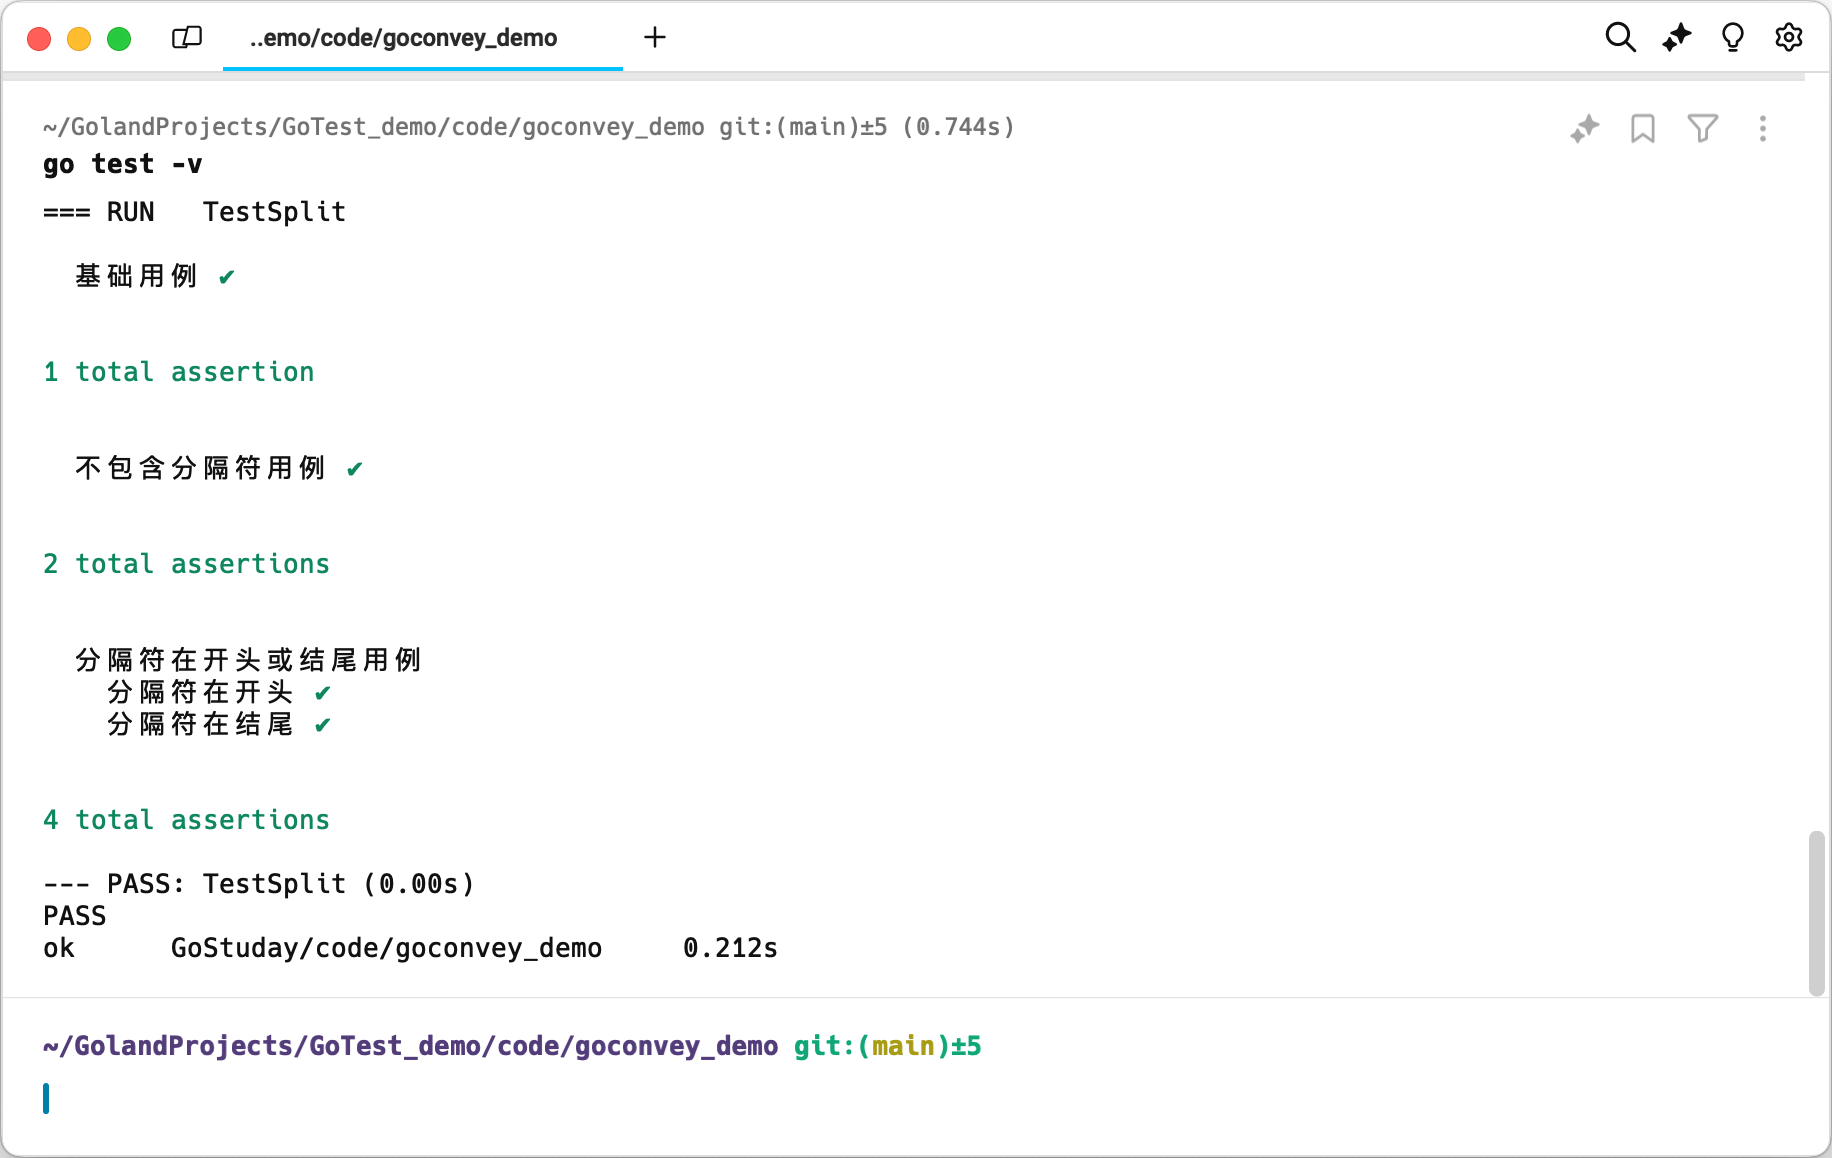 ..emo/code/goconvey_demo
~/GolandProjects/GoTest_demo/code/goconvey_demo git:(main)±5 (0.744s)
go test -v
=== RUN   TestSplit
基础用例 ✔
1 total assertion
不包含分隔符用例 ✔
2 total assertions
分隔符在开头或结尾用例
分隔符在开头 ✔
分隔符在结尾 ✔
4 total assertions
--- PASS: TestSplit (0.00s)
PASS
ok      GoStuday/code/goconvey_demo     0.212s
~/GolandProjects/GoTest_demo/code/goconvey_demo git:(main)±5